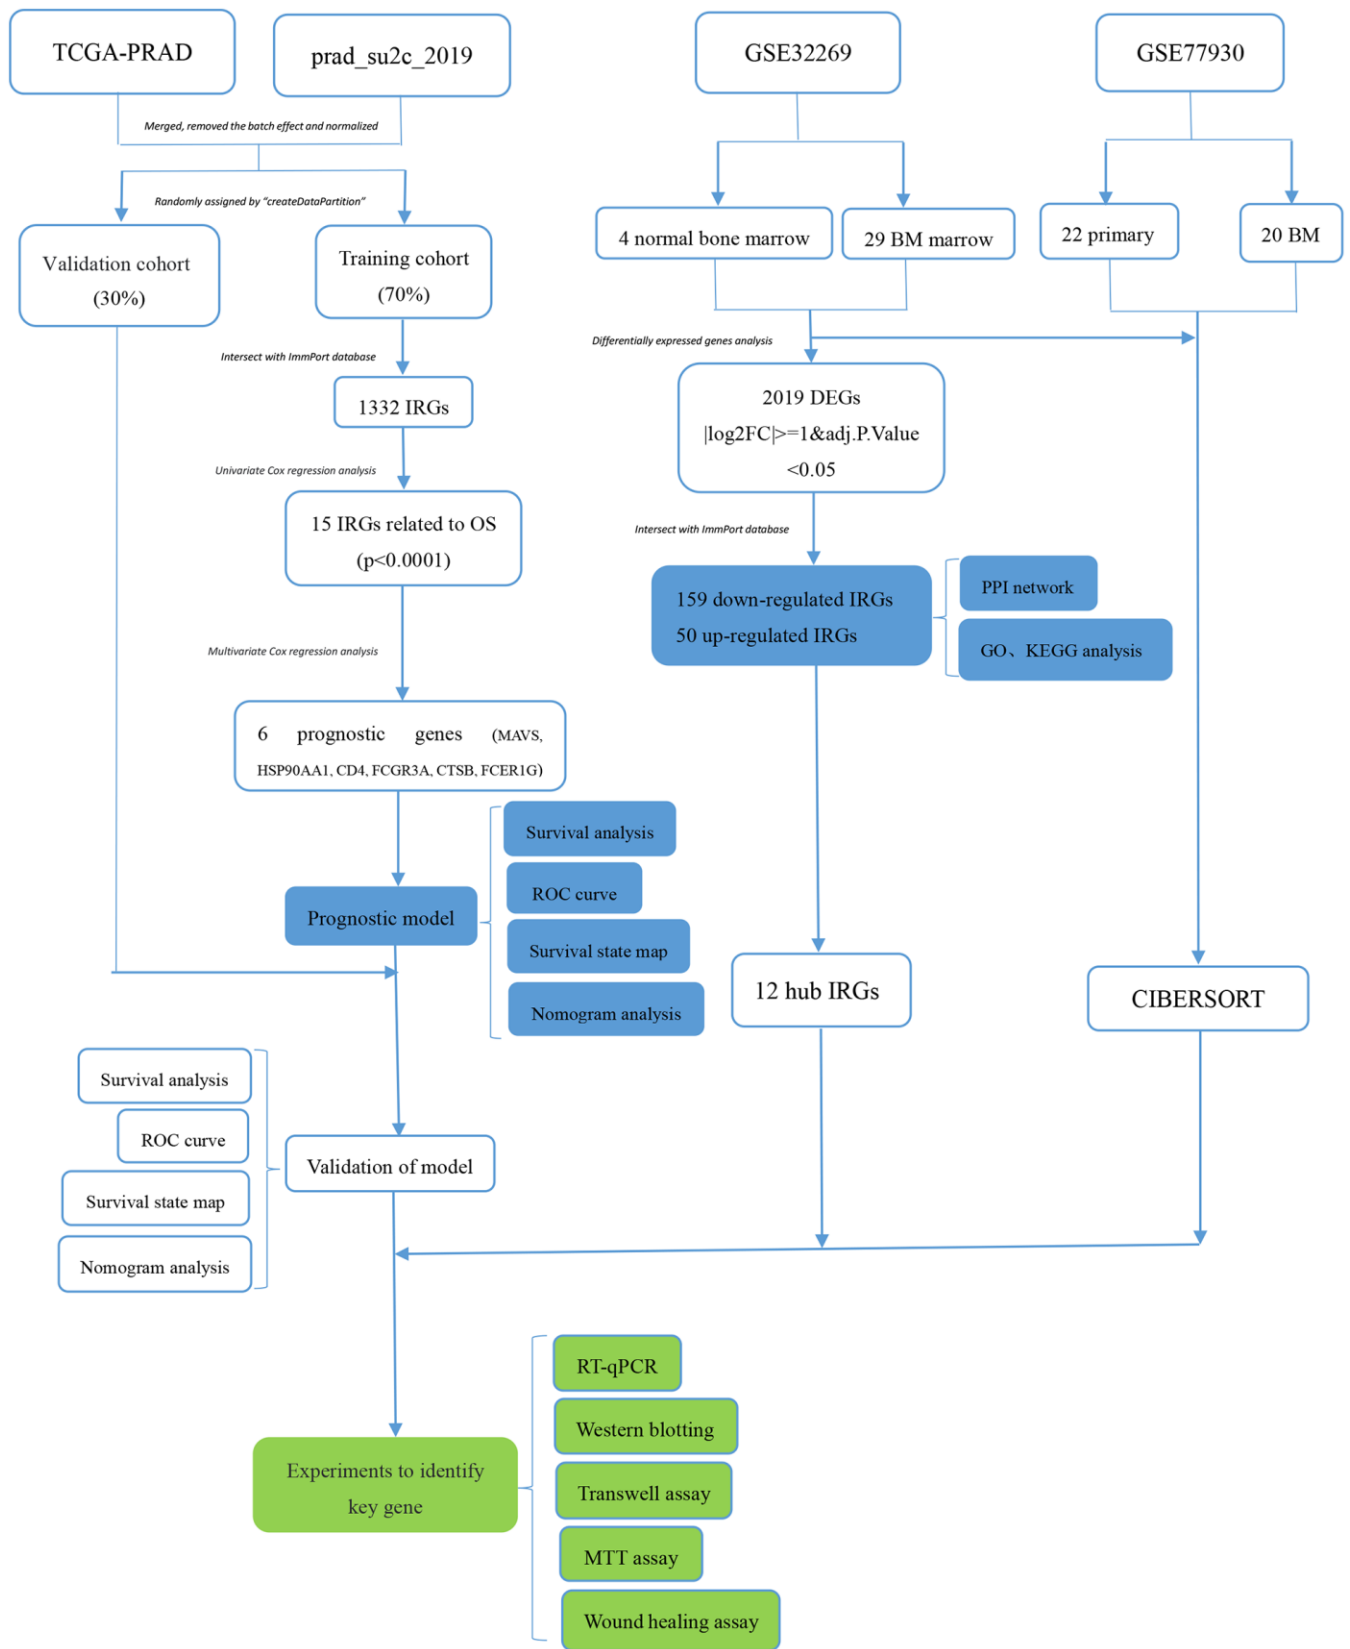 TCGA-PRAD
prad_su2c_2019
GSE32269
GSE77930
Merged, removed the batch effect and normalized
Randomly assigned by “createDataPartition”
Validation cohort
(30%)
Training cohort
(70%)
4 normal bone marrow
29 BM marrow
22 primary
20 BM
Intersect with ImmPort database
Differentially expressed genes analysis
1332 IRGs
2019 DEGs
|log2FC|>=1&adj.P.Value
<0.05
Univariate Cox regression analysis
15 IRGs related to OS
(p<0.0001)
Intersect with ImmPort database
159 down-regulated IRGs
50 up-regulated IRGs
PPI network
GO、KEGG analysis
Multivariate Cox regression analysis
6 prognostic genes (MAVS,
HSP90AA1, CD4, FCGR3A, CTSB, FCER1G)
Survival analysis
ROC curve
Survival state map
Nomogram analysis
Prognostic model
12 hub IRGs
CIBERSORT
Survival analysis
ROC curve
Survival state map
Nomogram analysis
Validation of model
Experiments to identify
key gene
RT-qPCR
Western blotting
Transwell assay
MTT assay
Wound healing assay